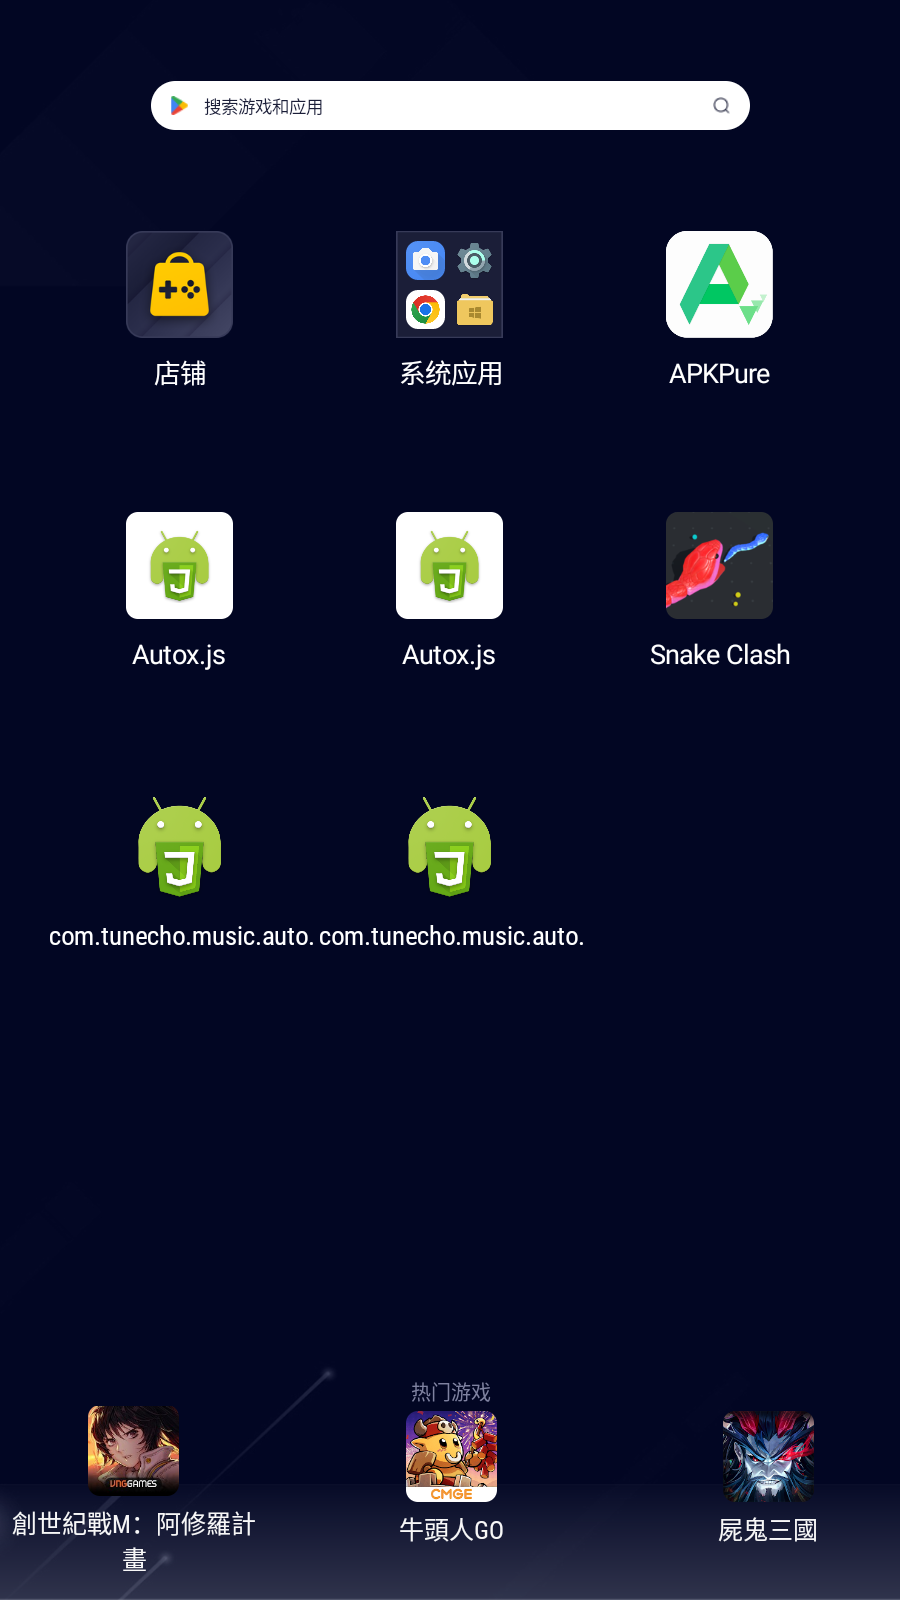 搜索游戏和应用
店铺
系统应用
APKPure
Autox.js
Autox.js
Snake Clash
com.tunecho.music.auto.
com.tunecho.music.auto.
热门游戏
VNGGAMES
CMGE
創世紀戰M：阿修羅計
畫
牛頭人GO
屍鬼三國